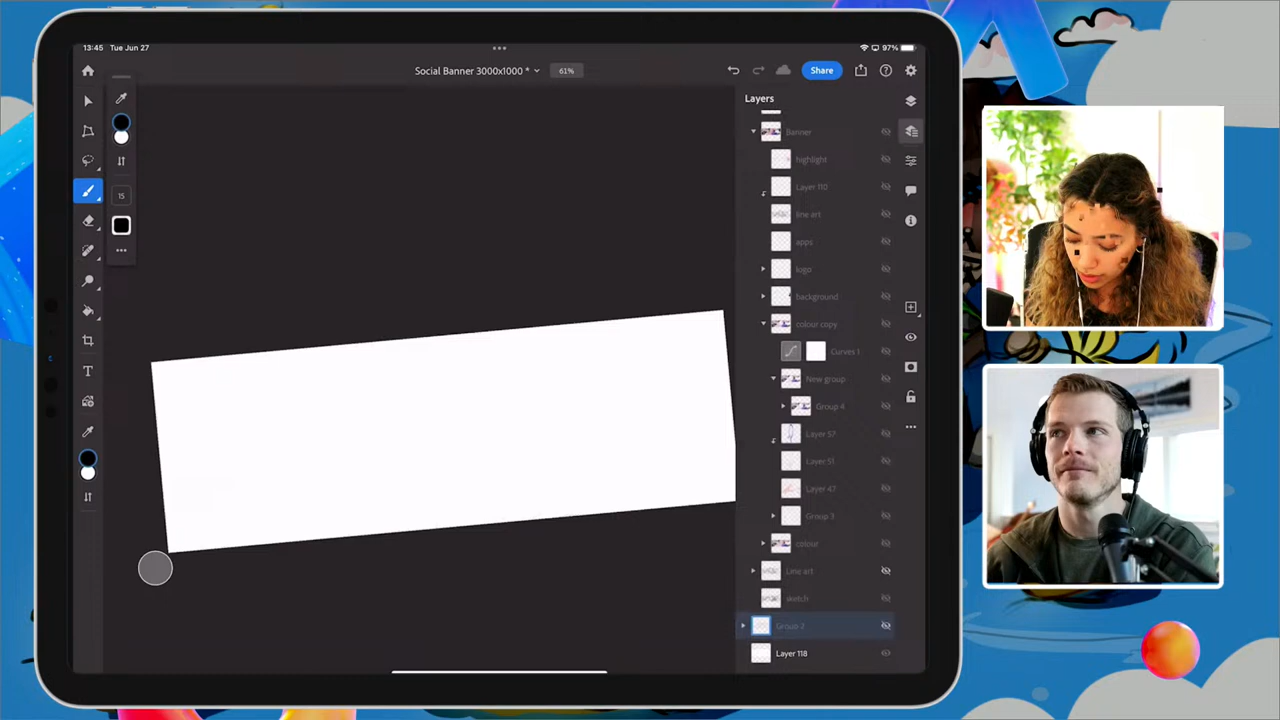 13:45 Tue Jun 27
97%
Social Banner 3000x1000 *
61%
Share
Layers
Banner
highlight
Layer 110
line art
apps
logo
background
colour copy
Curves 1
New group
Group 4
Layer 57
Layer 51
Layer 47
Group 3
colour
Line art
sketch
Group 2
Layer 118
15
T